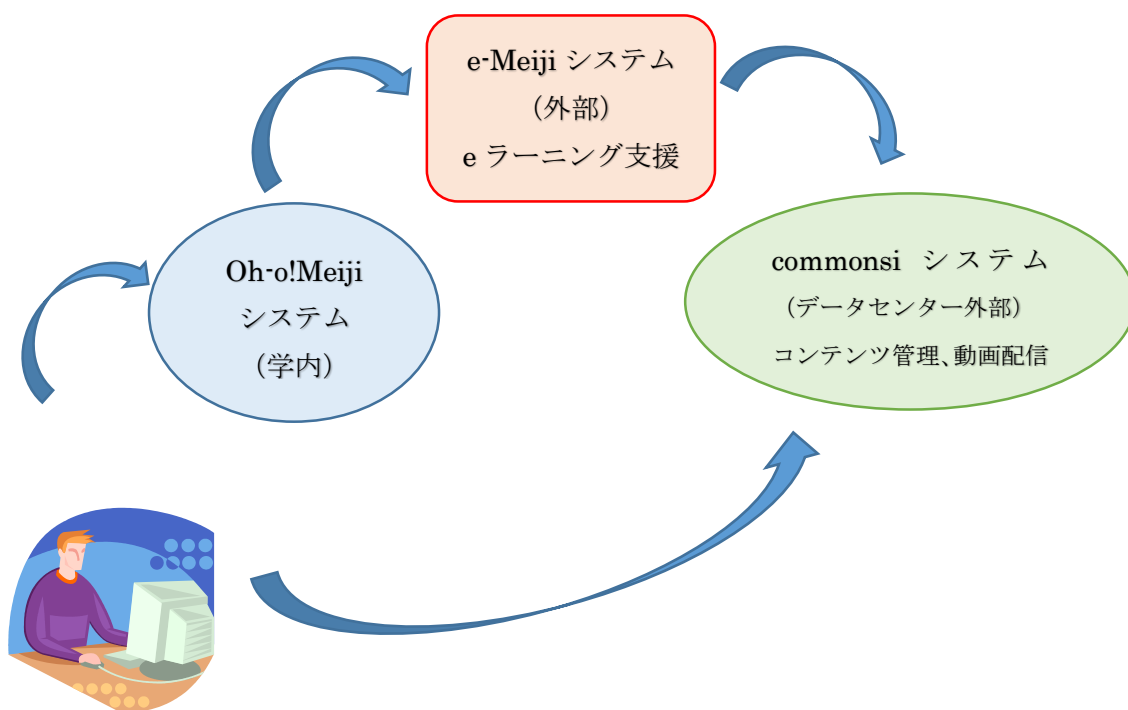 e-Meiji システム
（外部）
e ラーニング支援
Oh-o!Meiji
システム
（学内）
commonsi システム
（データセンター外部）
コンテンツ管理、動画配信